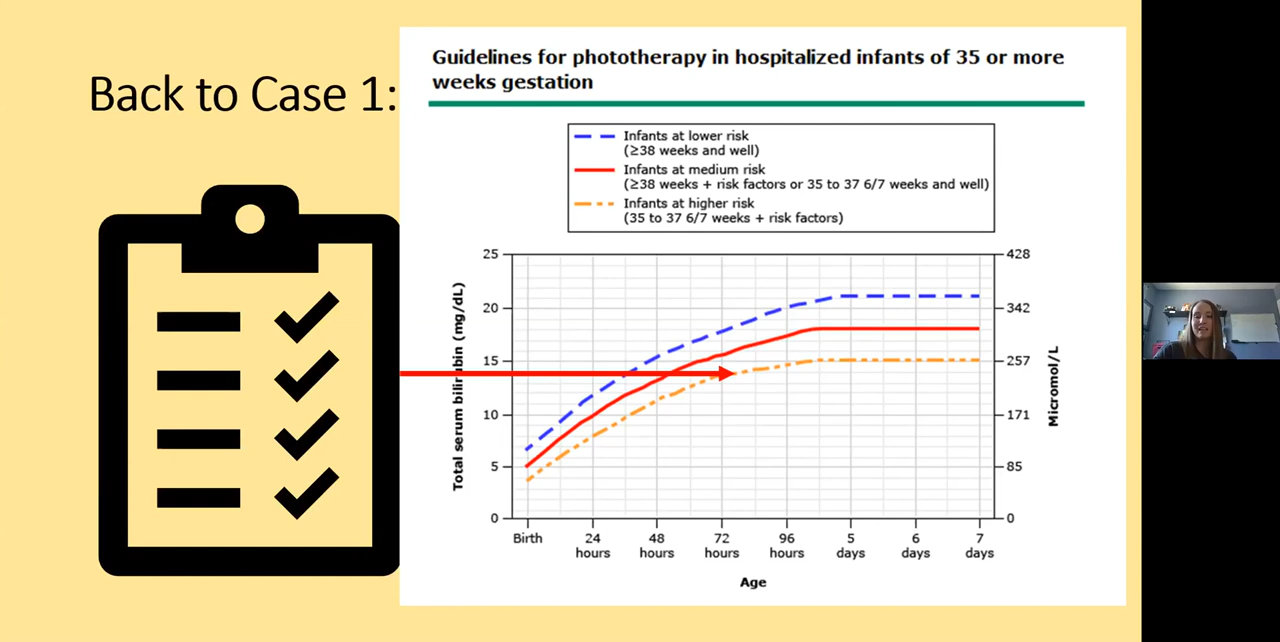 Back to Case 1:
Guidelines for phototherapy in hospitalized infants of 35 or more
weeks gestation
Infants at lower risk
(≥38 weeks and well)
Infants at medium risk
(≥38 weeks + risk factors or 35 to 37 6/7 weeks and well)
Infants at higher risk
(35 to 37 6/7 weeks + risk factors)
Total serum bilirubin (mg/dL)
25
20
15
10
5
0
428
342
257
171
85
0
Micromol/L
Birth
24
hours
48
hours
72
hours
96
hours
5
days
6
days
7
days
Age